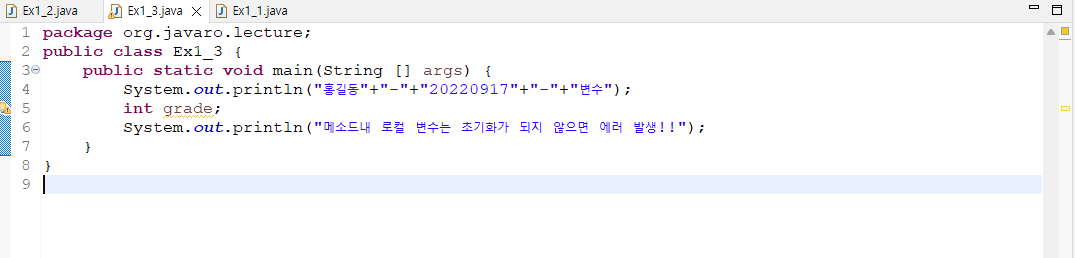 Ex1_2.java Ex1_3.java Ex1_1.java
1 package org.javaro.lecture;
2 public class Ex1_3 {
3 public static void main(String [] args) {
4 System.out.println("홍길동"+"-"+"20220917"+"-"+"변수");
5 int grade;
6 System.out.println("메소드내 로컬 변수는 초기화가 되지 않으면 에러 발생!!");
7 }
8 }
9